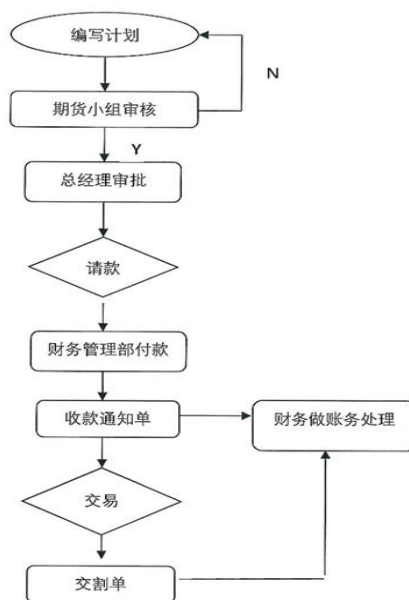 编写计划
N
期货小组审核
Y
总经理审批
请款
财务管理部付款
收款通知单
财务做账务处理
交易
交割单